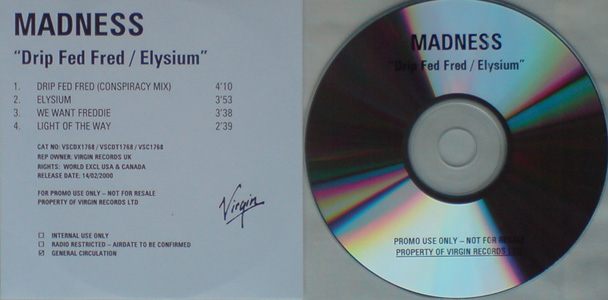 MADNESS
"Drip Fed Fred / Elysium"
1. DRIP FED FRED (CONSPIRACY MIX) 4'10
2. ELYSIUM 3'53
3. WE WANT FREDDIE 3'38
4. LIGHT OF THE WAY 2'39
CAT NO: VSCDX1768 / VSCDT1768 / VSC1768
REP OWNER: VIRGIN RECORDS UK
RIGHTS: WORLD EXCL USA & CANADA
RELEASE DATE: 14/02/2000
FOR PROMO USE ONLY – NOT FOR RESALE
PROPERTY OF VIRGIN RECORDS LTD
Virgin
INTERNAL USE ONLY
RADIO RESTRICTED – AIRDATE TO BE CONFIRMED
GENERAL CIRCULATION
MADNESS
"Drip Fed Fred / Elysium"
PROMO USE ONLY – NOT FOR RESALE
PROPERTY OF VIRGIN RECORDS LTD